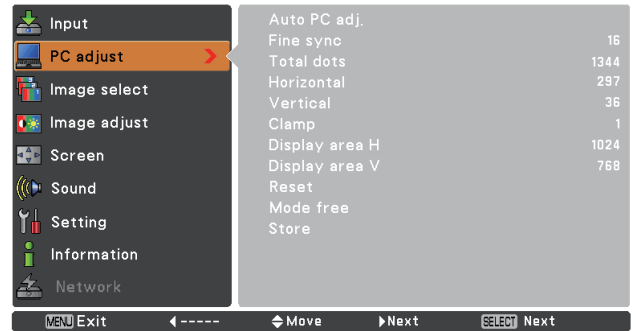 Input
PC adjust
Image select
Image adjust
Screen
Sound
Setting
Information
Network
Auto PC adj.
Fine sync 16
Total dots 1344
Horizontal 297
Vertical 36
Clamp 1
Display area H 1024
Display area V 768
Reset
Mode free
Store
MENU Exit ----- Move Next SELECT Next